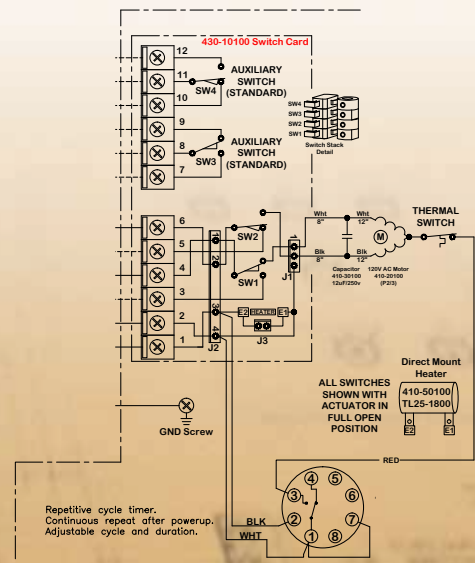 430-10100 Switch Card
12
11
10
9
8
7
SW4
AUXILIARY
SWITCH
(STANDARD)
SW3
AUXILIARY
SWITCH
(STANDARD)
SW4
SW3
SW2
SW1
Switch Stack
Detail
6
5
4
3
2
1
1
2
3
4
J2
SW2
SW1
1
J1
E2 HEATER E1
J3
Wht
8"
Wht
12"
Blk
8"
Blk
12"
M
THERMAL
SWITCH
Capacitor
410-30100
12uF/250v
120V AC Motor
410-20100
(P2/3)
GND Screw
ALL SWITCHES
SHOWN WITH
ACTUATOR IN
FULL OPEN
POSITION
Direct Mount
Heater
410-50100
TL25-1800
E2
E1
RED
Repetitive cycle timer.
Continuous repeat after powerup.
Adjustable cycle and duration.
BLK
WHT
4
5
3
6
2
7
1
8